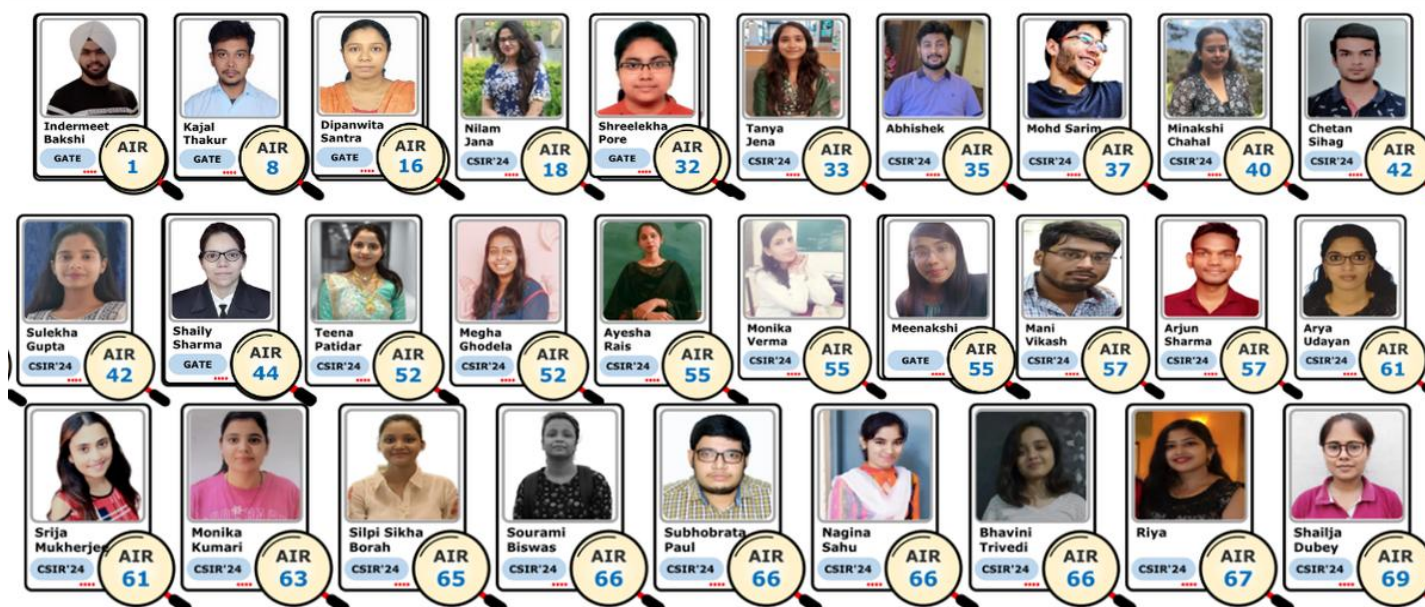 Indermeet
Bakshi
GATE
AIR
1
Kajal
Thakur
GATE
AIR
8
Dipanwita
Santra
GATE
AIR
16
Nilam
Jana
CSIR'24
AIR
18
Shreelekha
Pore
GATE
AIR
32
Tanya
Jena
CSIR'24
AIR
33
Abhishek
CSIR'24
AIR
35
Mohd Sarim
CSIR'24
AIR
37
Minakshi
Chahal
CSIR'24
AIR
40
Chetan
Sihag
CSIR'24
AIR
42
Sulekha
Gupta
CSIR'24
AIR
42
Shaily
Sharma
GATE
AIR
44
Teena
Patidar
CSIR'24
AIR
52
Megha
Ghodela
CSIR'24
AIR
52
Ayesha
Rais
CSIR'24
AIR
55
Monika
Verma
CSIR'24
AIR
55
Meenakshi
GATE
AIR
55
Mani
Vikash
CSIR'24
AIR
57
Arjun
Sharma
CSIR'24
AIR
57
Arya
Udayan
CSIR'24
AIR
61
Srija
Mukherjee
CSIR'24
AIR
61
Monika
Kumari
CSIR'24
AIR
63
Silpi Sikha
Borah
CSIR'24
AIR
65
Sourami
Biswas
CSIR'24
AIR
66
Subhobrata
Paul
CSIR'24
AIR
66
Nagina
Sahu
CSIR'24
AIR
66
Bhavini
Trivedi
CSIR'24
AIR
66
Riya
CSIR'24
AIR
67
Shailja
Dubey
CSIR'24
AIR
69